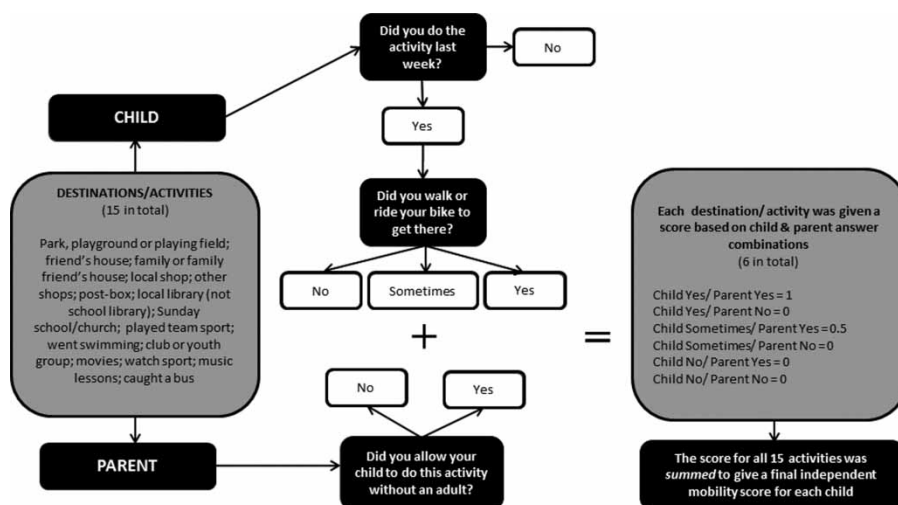 Did you do the
activity last
week?
No
CHILD
Yes
DESTINATIONS/ACTIVITIES
(15 in total)
Park, playground or playing field;
friend's house; family or family
friend's house; local shop; other
shops; post-box; local library (not
school library); Sunday
school/church; played team sport;
went swimming; club or youth
group; movies; watch sport; music
lessons; caught a bus
Did you walk or
ride your bike to
get there?
No
Sometimes
Yes
+
=
Each destination/ activity was given a
score based on child & parent answer
combinations
(6 in total)
Child Yes/ Parent Yes = 1
Child Yes/ Parent No = 0
Child Sometimes/ Parent Yes = 0.5
Child Sometimes/ Parent No = 0
Child No/ Parent Yes = 0
Child No/ Parent No = 0
No
Yes
PARENT
Did you allow your
child to do this activity
without an adult?
The score for all 15 activities was
summed to give a final independent
mobility score for each child